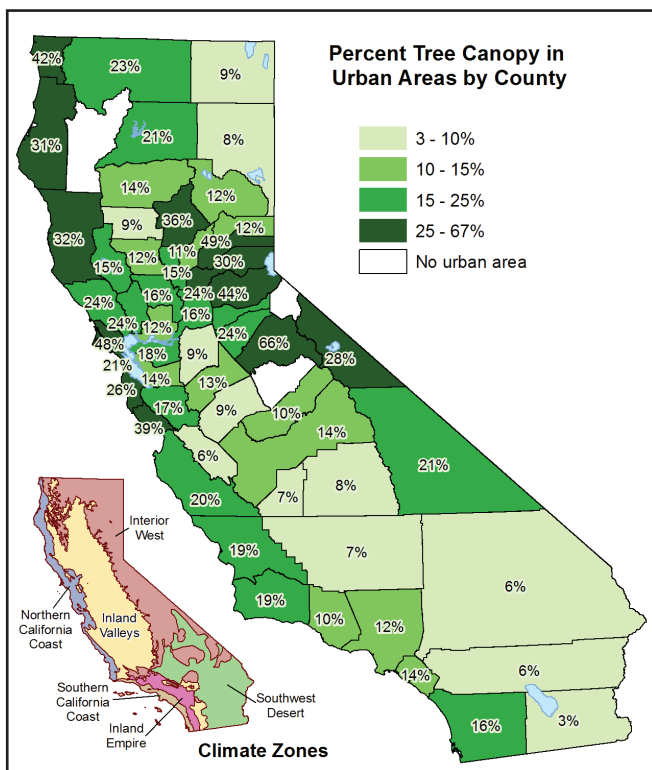 Percent Tree Canopy in
Urban Areas by County
3 - 10%
10 - 15%
15 - 25%
25 - 67%
No urban area
42%
23%
9%
31%
21%
8%
14%
12%
36%
9%
12%
49%
32%
12%
11%
30%
15%
15%
16%
24%
44%
24%
16%
24%
12%
24%
48%
66%
28%
18%
9%
21%
14%
13%
26%
17%
9%
10%
39%
14%
6%
21%
8%
7%
20%
19%
7%
6%
19%
10%
12%
14%
6%
16%
3%
Interior
West
Northern
California
Coast
Inland
Valleys
Southern
California
Coast
Southwest
Desert
Inland
Empire
Climate Zones